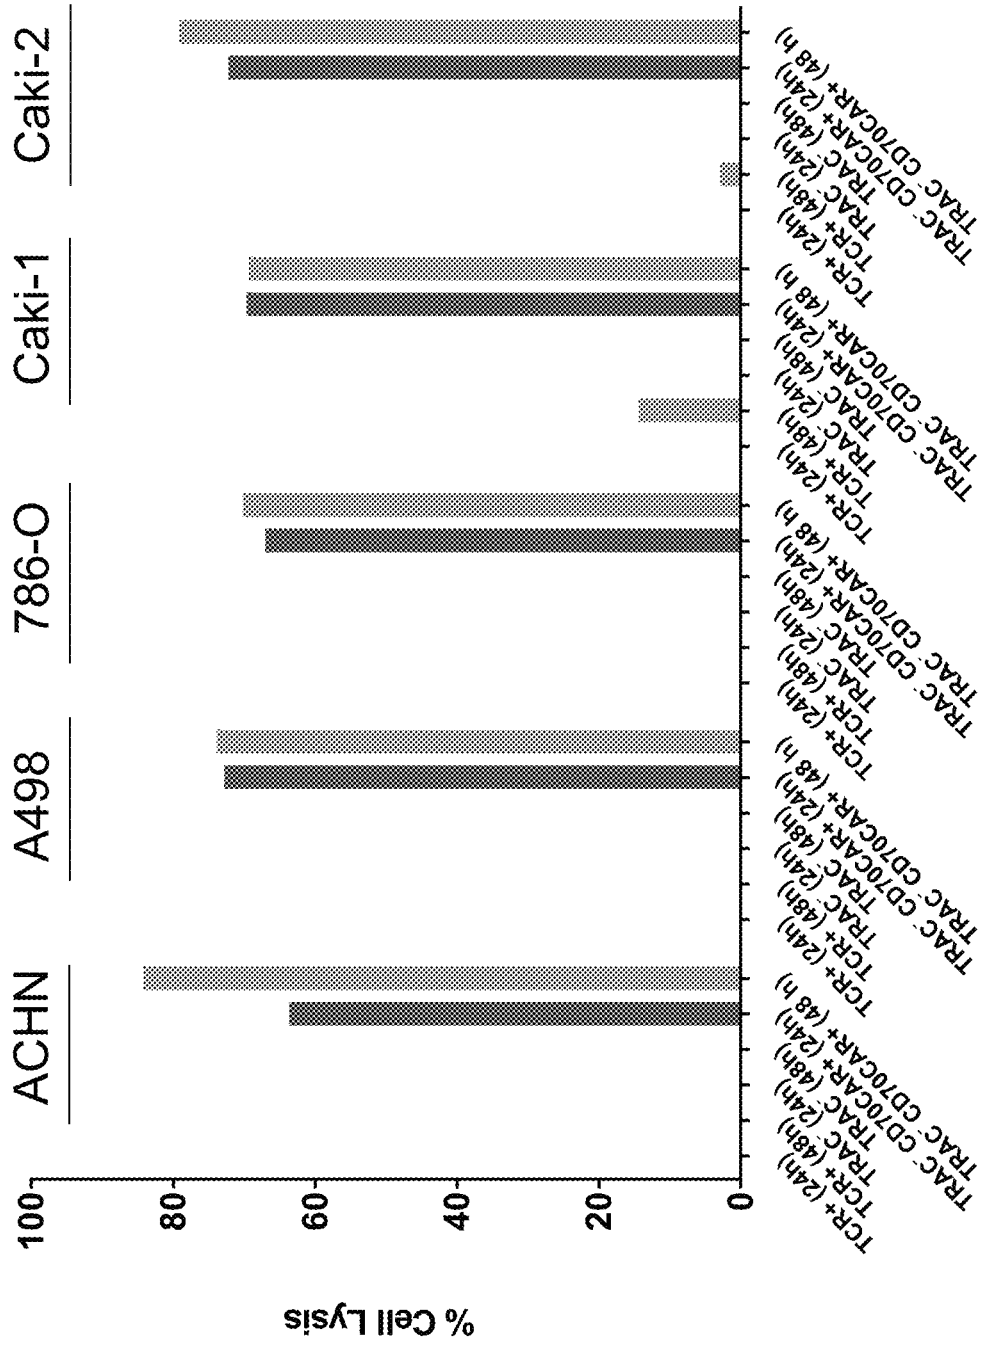 ACHN
A498
786-O
Caki-1
Caki-2
% Cell Lysis
100
80
60
40
20
0
TCR+ (24h)
TCR+ (48h)
TRAC- (24h)
TRAC- (48h)
TRAC- CD70CAR+ (24h)
TRAC- CD70CAR+ (48 h)
TCR+ (24h)
TCR+ (48h)
TRAC- (24h)
TRAC- (48h)
TRAC- CD70CAR+ (24h)
TRAC- CD70CAR+ (48 h)
TCR+ (24h)
TCR+ (48h)
TRAC- (24h)
TRAC- (48h)
TRAC- CD70CAR+ (24h)
TRAC- CD70CAR+ (48 h)
TCR+ (24h)
TCR+ (48h)
TRAC- (24h)
TRAC- (48h)
TRAC- CD70CAR+ (24h)
TRAC- CD70CAR+ (48 h)
TCR+ (24h)
TCR+ (48h)
TRAC- (24h)
TRAC- (48h)
TRAC- CD70CAR+ (24h)
TRAC- CD70CAR+ (48 h)